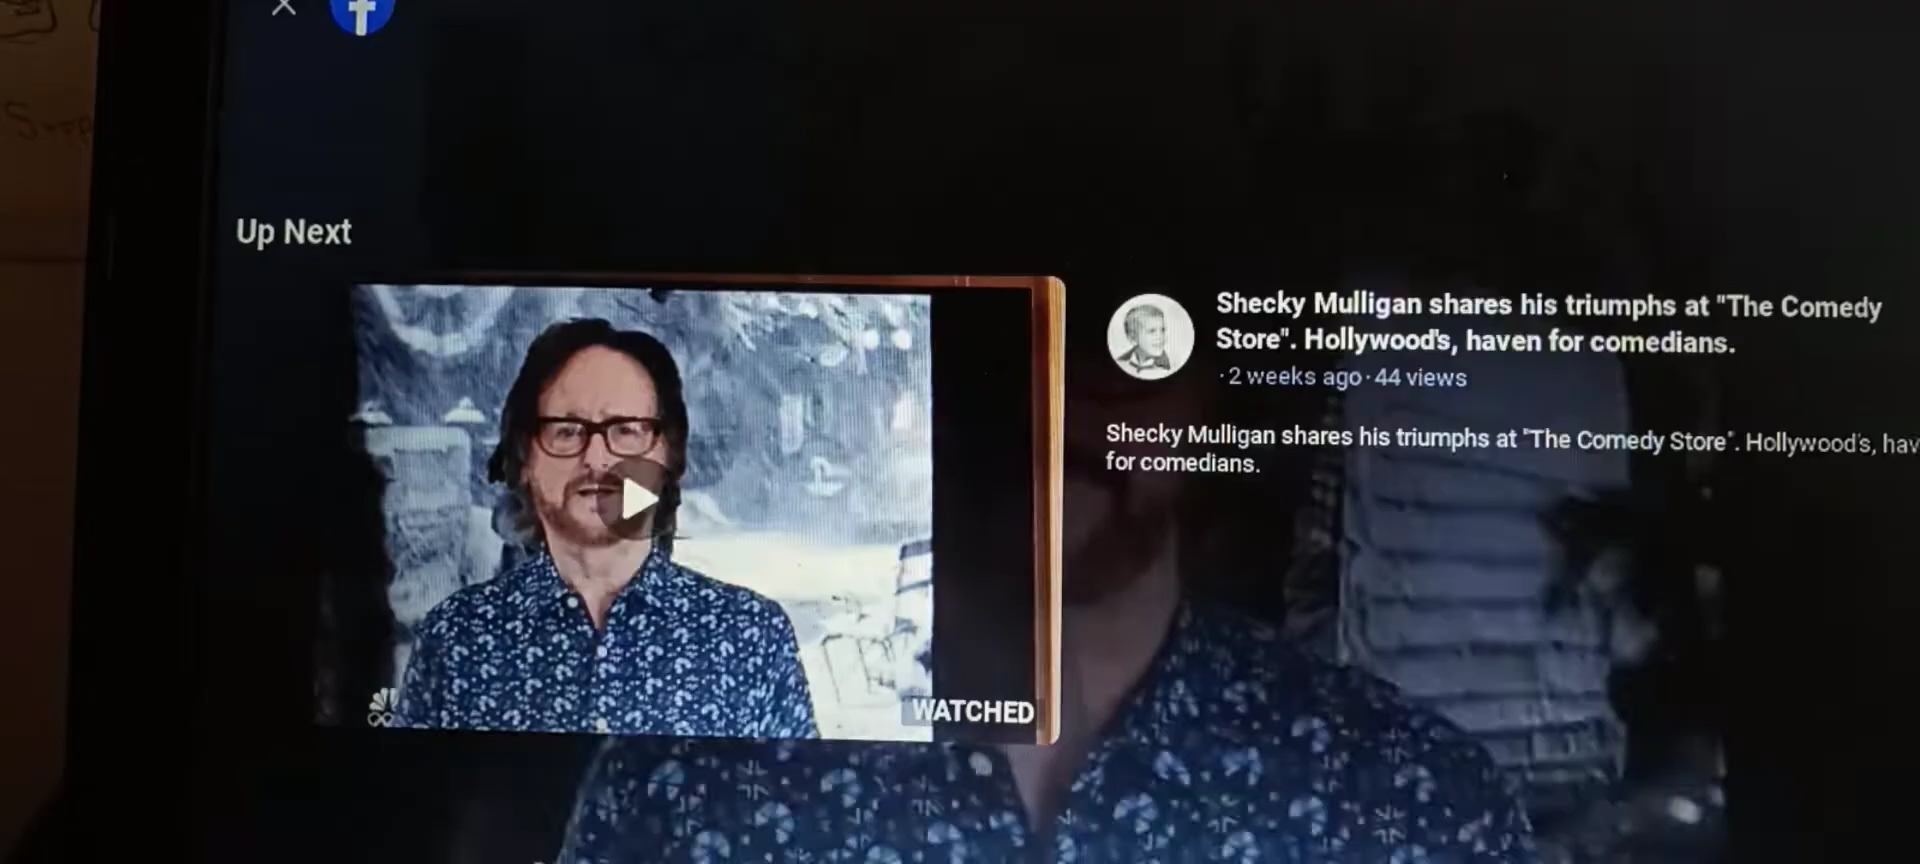 Up Next
Shecky Mulligan shares his triumphs at "The Comedy
Store". Hollywood's, haven for comedians.
· 2 weeks ago · 44 views
Shecky Mulligan shares his triumphs at "The Comedy Store". Hollywood's, hav
for comedians.
WATCHED